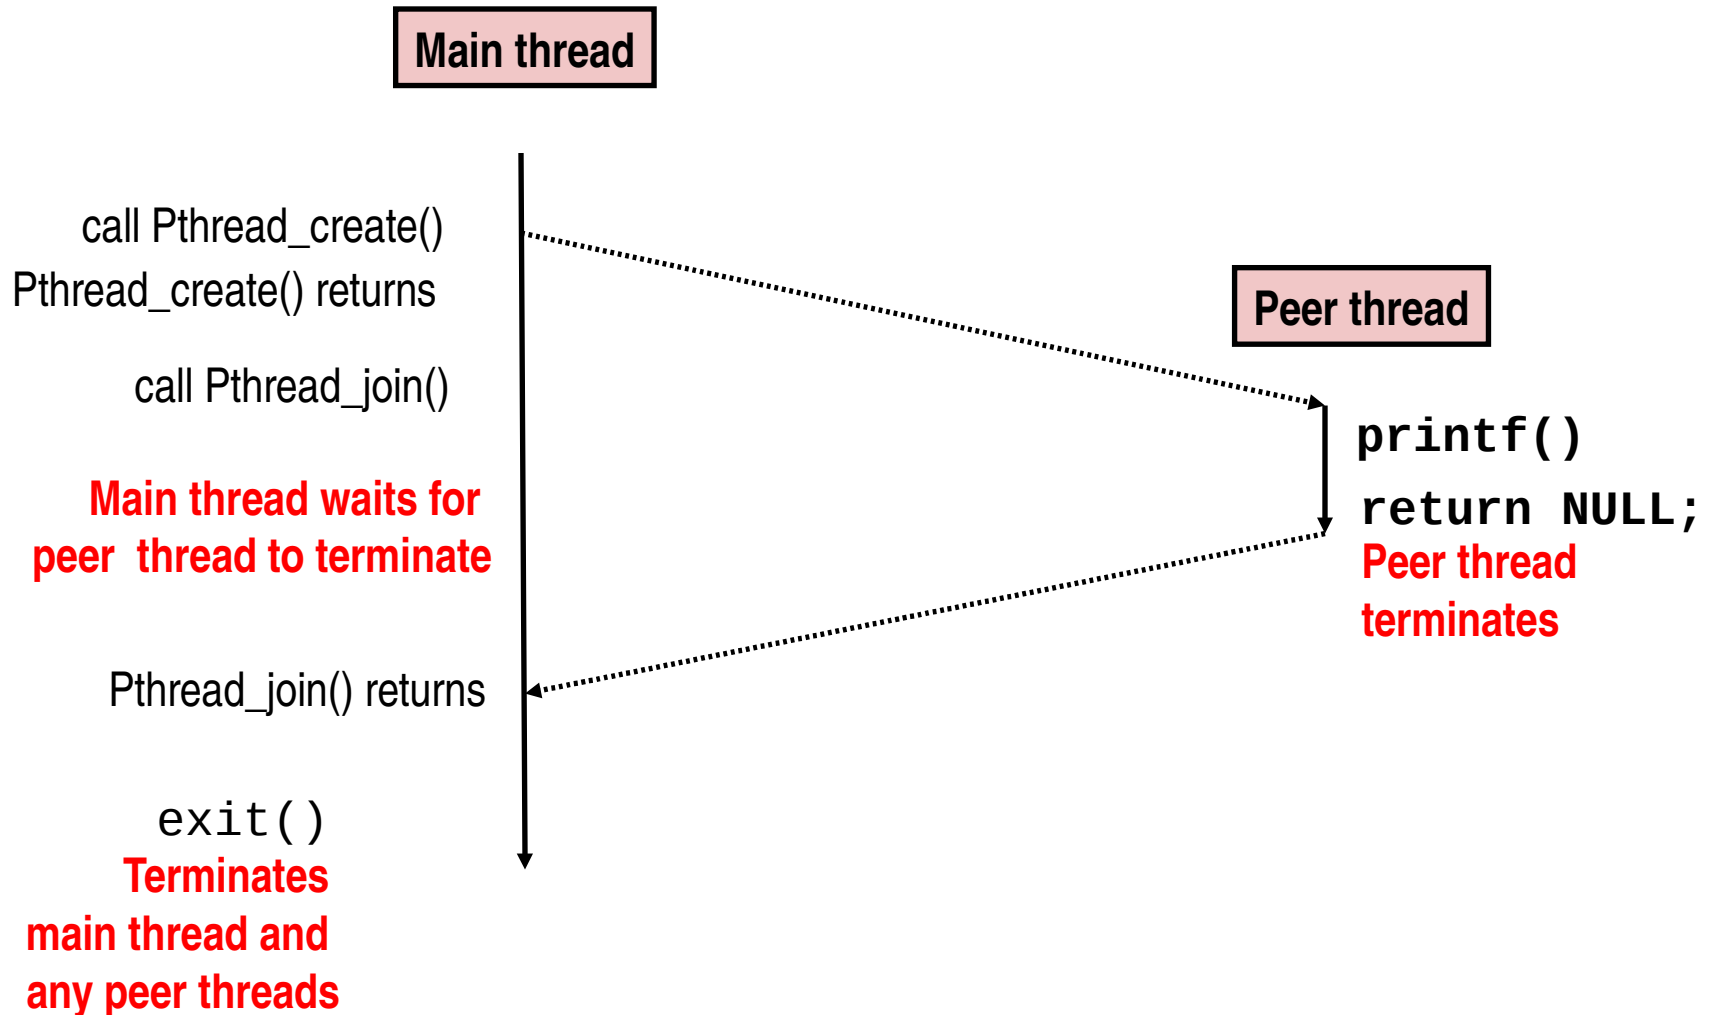 Main thread
call Pthread_create()
Pthread_create() returns
call Pthread_join()
Main thread waits for
peer thread to terminate
Pthread_join() returns
exit()
Terminates
main thread and
any peer threads
Peer thread
printf()
return NULL;
Peer thread
terminates